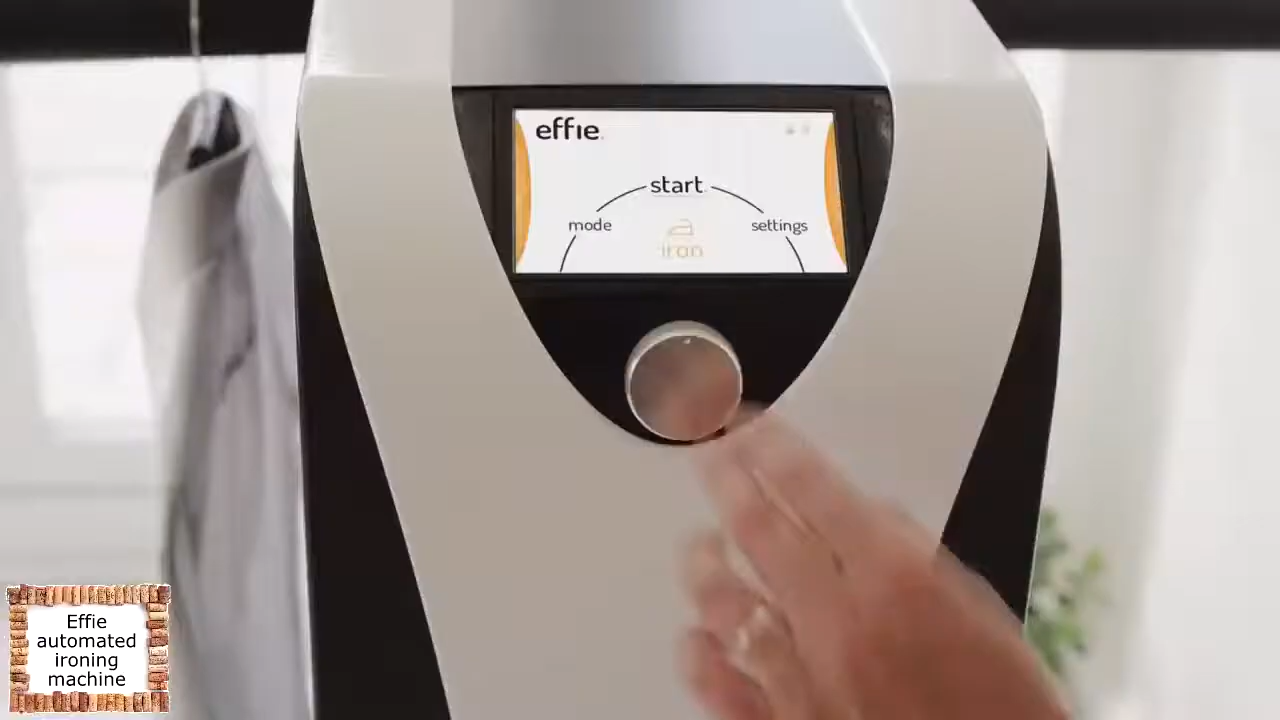 effie
start
mode
settings
iron
Effie
automated
ironing
machine